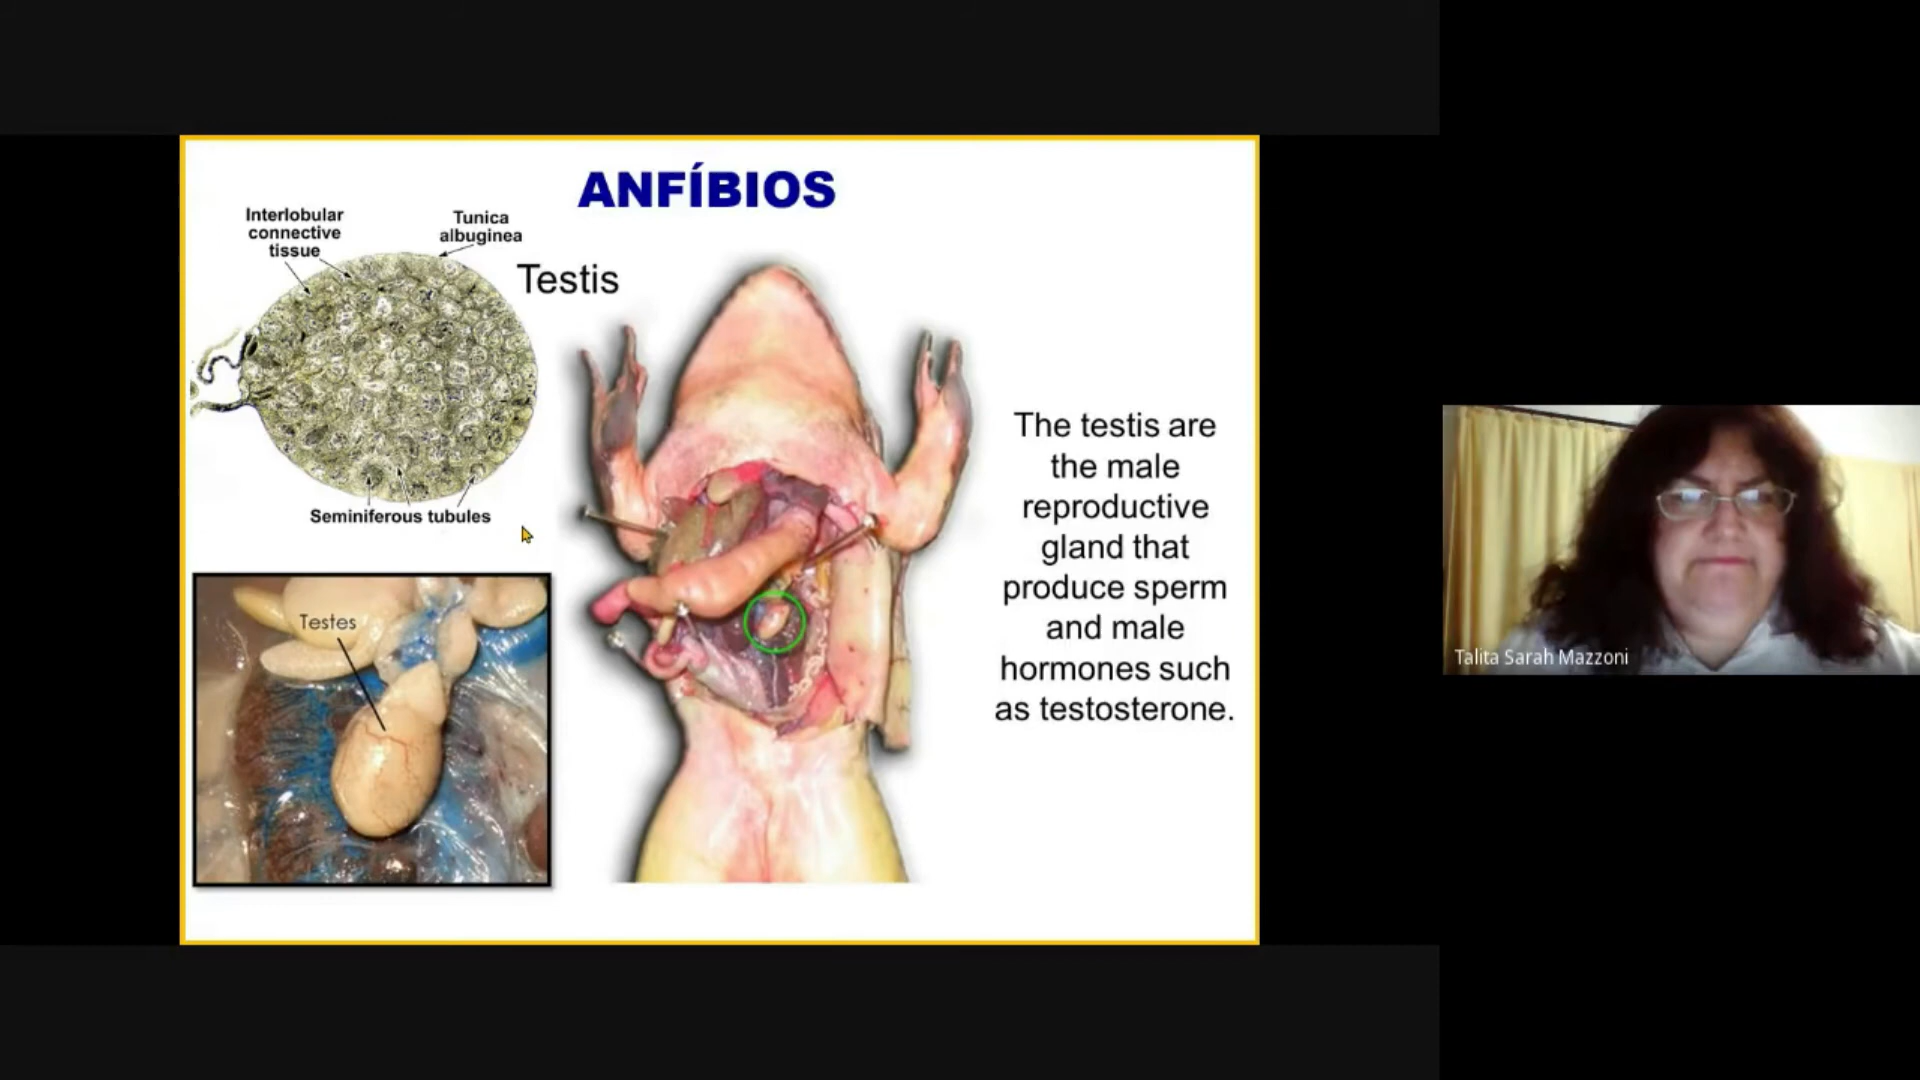 ANFÍBIOS
Interlobular
connective
tissue
Tunica
albuginea
Testis
Seminiferous tubules
Testes
The testis are
the male
reproductive
gland that
produce sperm
and male
hormones such
as testosterone.
Talita Sarah Mazzoni